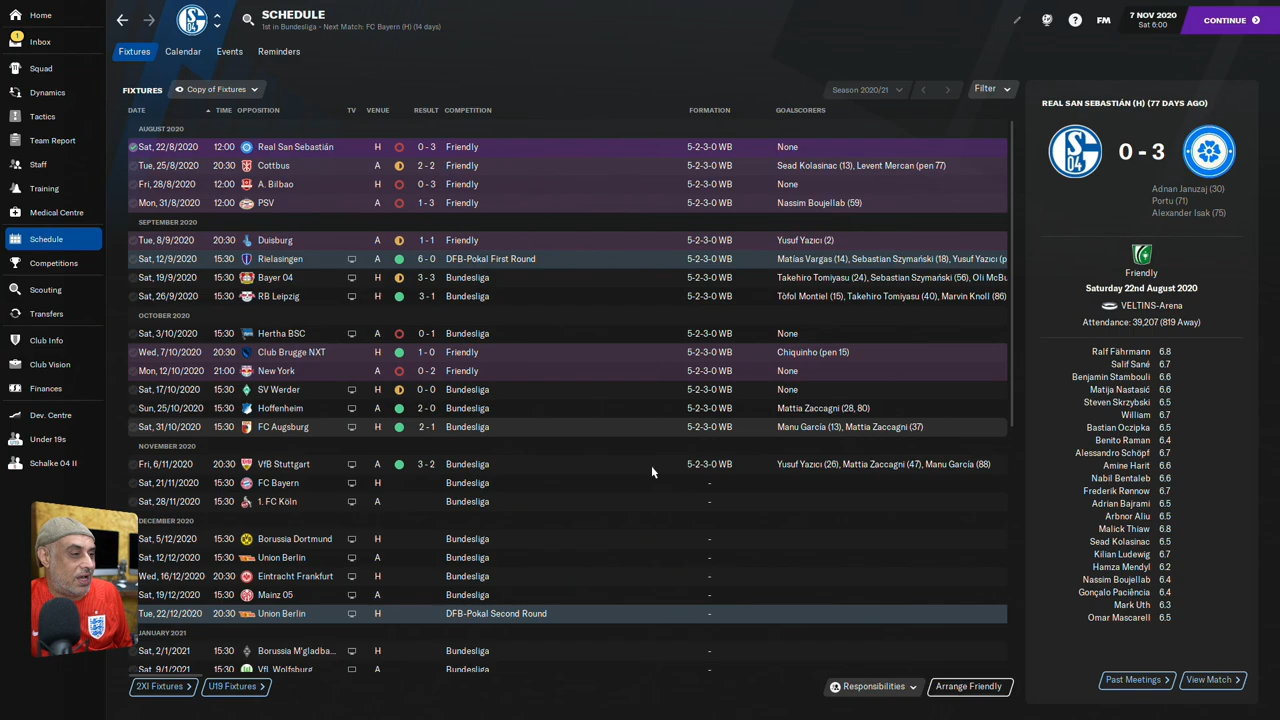 Home
Inbox
Squad
Dynamics
Tactics
Team Report
Staff
Training
Medical Centre
Schedule
Competitions
Scouting
Transfers
Club Info
Club Vision
Finances
Dev. Centre
Under 19s
Schalke 04 II
SCHEDULE
1st in Bundesliga - Next Match: FC Bayern (H) (14 days)
FM
7 NOV 2020
Sat 6:00
CONTINUE
Fixtures Calendar Events Reminders
FIXTURES Copy of Fixtures Season 2020/21 Filter
DATE TIME OPPOSITION TV VENUE RESULT COMPETITION FORMATION GOALSCORERS
AUGUST 2020
Sat, 22/8/2020 12:00 Real San Sebastián H 0 - 3 Friendly 5-2-3-0 WB None
Tue, 25/8/2020 20:30 Cottbus A 2 - 2 Friendly 5-2-3-0 WB Sead Kolasinac (13), Levent Mercan (pen 77)
Fri, 28/8/2020 12:00 A. Bilbao H 0 - 3 Friendly 5-2-3-0 WB None
Mon, 31/8/2020 12:00 PSV A 1 - 3 Friendly 5-2-3-0 WB Nassim Boujellab (59)
SEPTEMBER 2020
Tue, 8/9/2020 20:30 Duisburg A 1 - 1 Friendly 5-2-3-0 WB Yusuf Yazıcı (2)
Sat, 12/9/2020 15:30 Rielasingen A 6 - 0 DFB-Pokal First Round 5-2-3-0 WB Matías Vargas (14), Sebastian Szymański (18), Yusuf Yazıcı (p
Sat, 19/9/2020 15:30 Bayer 04 A 3 - 3 Bundesliga 5-2-3-0 WB Takehiro Tomiyasu (24), Sebastian Szymański (56), Oli McBu
Sat, 26/9/2020 15:30 RB Leipzig H 3 - 1 Bundesliga 5-2-3-0 WB Tòfol Montiel (15), Takehiro Tomiyasu (40), Marvin Knoll (86)
OCTOBER 2020
Sat, 3/10/2020 15:30 Hertha BSC A 0 - 1 Bundesliga 5-2-3-0 WB None
Wed, 7/10/2020 20:30 Club Brugge NXT H 1 - 0 Friendly 5-2-3-0 WB Chiquinho (pen 15)
Mon, 12/10/2020 21:00 New York A 0 - 2 Friendly 5-2-3-0 WB None
Sat, 17/10/2020 15:30 SV Werder H 0 - 0 Bundesliga 5-2-3-0 WB None
Sun, 25/10/2020 15:30 Hoffenheim A 2 - 0 Bundesliga 5-2-3-0 WB Mattia Zaccagni (28, 80)
Sat, 31/10/2020 15:30 FC Augsburg H 2 - 1 Bundesliga 5-2-3-0 WB Manu García (13), Mattia Zaccagni (37)
NOVEMBER 2020
Fri, 6/11/2020 20:30 VfB Stuttgart A 3 - 2 Bundesliga 5-2-3-0 WB Yusuf Yazıcı (26), Mattia Zaccagni (47), Manu García (88)
Sat, 21/11/2020 15:30 FC Bayern H Bundesliga -
Sat, 28/11/2020 15:30 1. FC Köln A Bundesliga -
DECEMBER 2020
Sat, 5/12/2020 15:30 Borussia Dortmund H Bundesliga -
Sat, 12/12/2020 15:30 Union Berlin A Bundesliga -
Wed, 16/12/2020 20:30 Eintracht Frankfurt H Bundesliga -
Sat, 19/12/2020 15:30 Mainz 05 A Bundesliga -
Tue, 22/12/2020 20:30 Union Berlin H DFB-Pokal Second Round -
JANUARY 2021
Sat, 2/1/2021 15:30 Borussia M'gladba... H Bundesliga -
Sat, 9/1/2021 15:30 VfL Wolfsburg A Bundesliga -
2XI Fixtures U19 Fixtures Responsibilities Arrange Friendly
REAL SAN SEBASTIÁN (H) (77 DAYS AGO)
0 - 3
Adnan Januzaj (30)
Portu (71)
Alexander Isak (75)
Friendly
Saturday 22nd August 2020
VELTINS-Arena
Attendance: 39,207 (819 Away)
Ralf Fährmann 6.8
Salif Sané 6.7
Benjamin Stambouli 6.6
Matija Nastasić 6.6
Steven Skrzybski 6.5
William 6.7
Bastian Oczipka 6.5
Benito Raman 6.4
Alessandro Schöpf 6.7
Amine Harit 6.6
Nabil Bentaleb 6.6
Frederik Rønnow 6.7
Adrian Bajrami 6.5
Arbnor Aliu 6.5
Malick Thiaw 6.8
Sead Kolasinac 6.5
Kilian Ludewig 6.7
Hamza Mendyl 6.2
Nassim Boujellab 6.4
Gonçalo Paciência 6.4
Mark Uth 6.3
Omar Mascarell 6.5
Past Meetings View Match